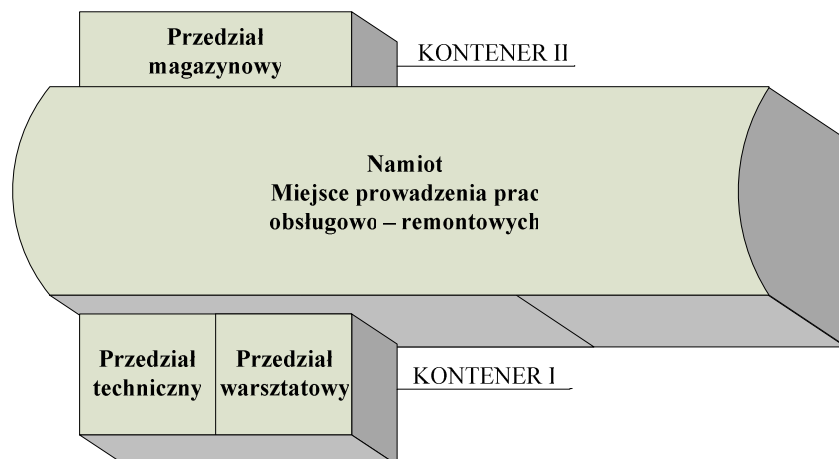 Przedział
magazynowy
KONTENER II
Namiot
Miejsce prowadzenia prac
obsługowo – remontowych
Przedział
techniczny
Przedział
warsztatowy
KONTENER I